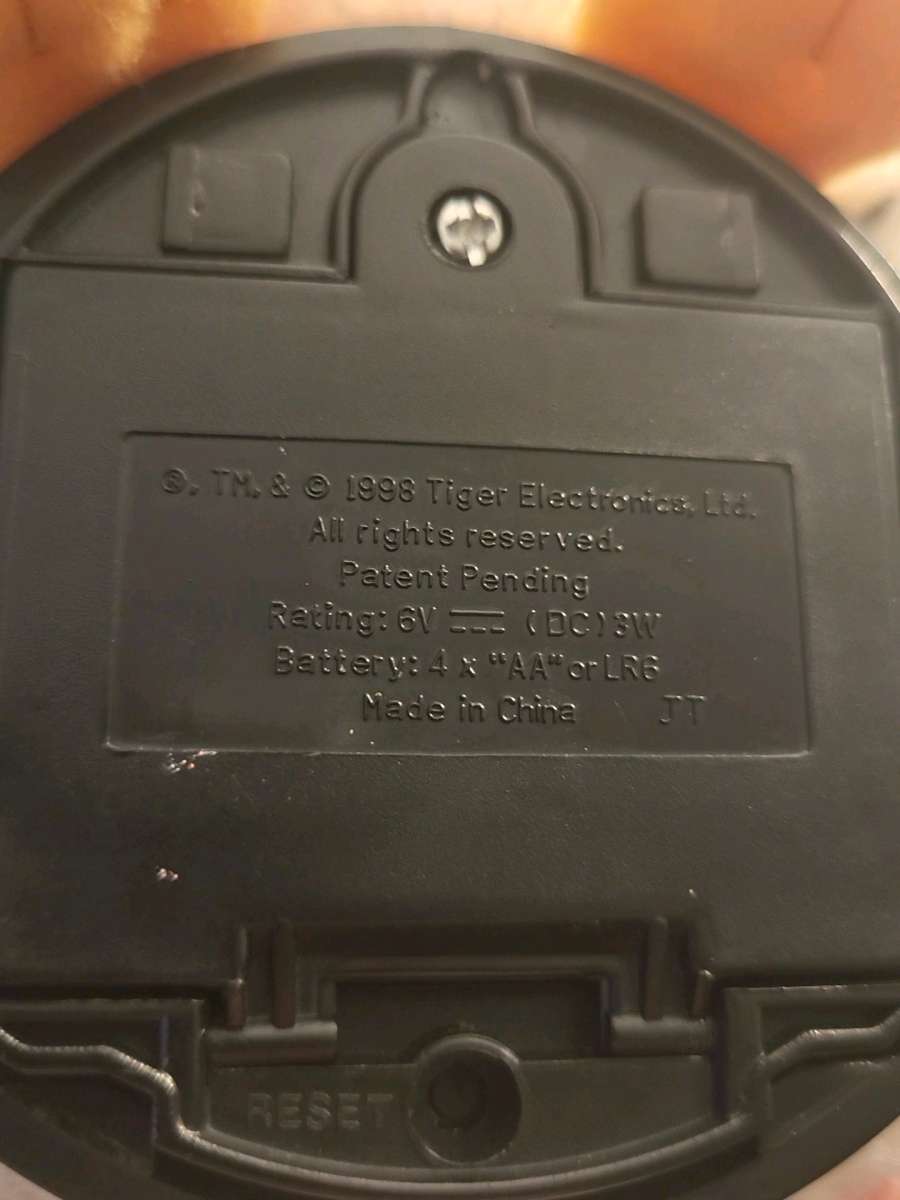 ®. TM. & © 1998 Tiger Electronics, Ltd.
All rights reserved.
Patent Pending
Rating: 6V ⎓ (DC) 3W
Battery: 4 x "AA" or LR6
Made in China JT
RESET